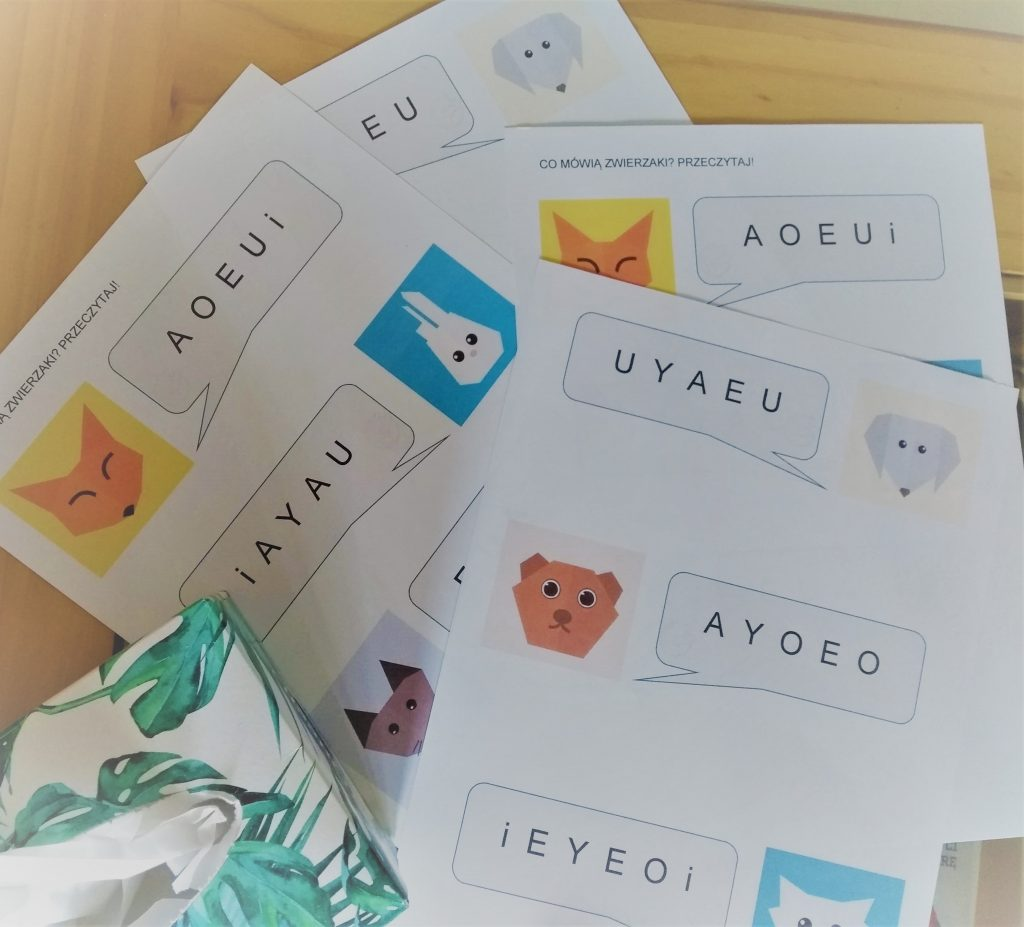 E U
CO MÓWIĄ ZWIERZAKI? PRZECZYTAJ!
A O E U i
ZWIERZAKI? PRZECZYTAJ!
A O E U i
i A Y A U
U Y A E U
A Y O E O
i E Y E O i